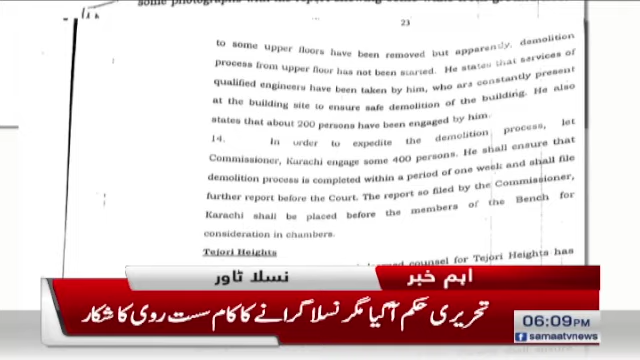 some photographs with the report showing some
23
to some upper floors have been removed but apparently, demolition
process from upper floor has not been started. He states that services of
qualified engineers have been taken by him, who are constantly present
at the building site to ensure safe demolition of the building. He also
states that about 200 persons have been engaged by him.
14. In order to expedite the demolition process, let
Commissioner, Karachi engage some 400 persons. He shall ensure that
demolition process is completed within a period of one week and shall file
further report before the Court. The report so filed by the Commissioner,
Karachi shall be placed before the members of the Bench for
consideration in chambers.
Tejori Heights
counsel for Tejori Heights has
اہم خبر
نسلا ٹاور
تحریری حکم آگیا مگر نسلا گرانے کا کام سست روی کا شکار
06:09PM
samaatvnews